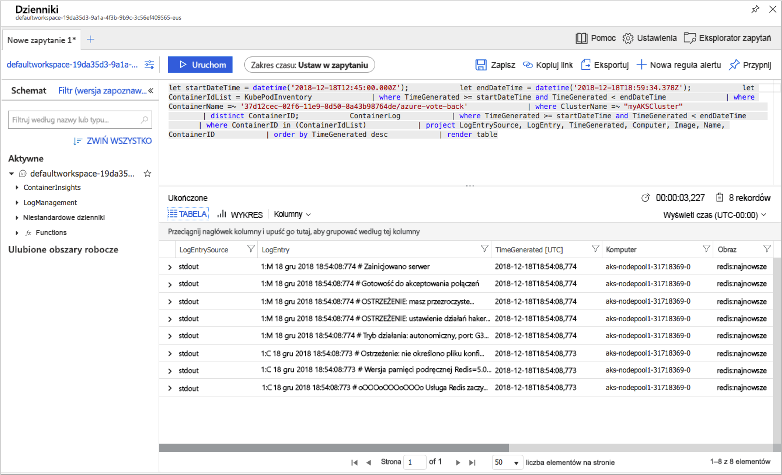 Dzienniki
defaultworkspace-19da35d3-9a1a-4f3b-9b9c-3c56ef409565-eus
Nowe zapytanie 1*
Pomoc
Ustawienia
Eksplorator zapytań
defaultworkspace-19da35d3-9a1a-...
Uruchom
Zakres czasu: Ustaw w zapytaniu
Zapisz
Kopiuj link
Eksportuj
Nowa reguła alertu
Przypnij
Schemat
Filtr (wersja zapoznaw...
Filtruj według nazwy lub typu...
ZWIŃ WSZYSTKO
Aktywne
defaultworkspace-19da35...
ContainerInsights
LogManagement
Niestandardowe dzienniki
fx Functions
Ulubione obszary robocze
let startDateTime = datetime('2018-12-18T12:45:00.000Z'); let endDateTime = datetime('2018-12-18T18:59:34.378Z'); let
ContainerIdList = KubePodInventory | where TimeGenerated >= startDateTime and TimeGenerated < endDateTime | where
ContainerName =~ '37d12cec-02f6-11e9-8d50-8a43b98764de/azure-vote-back' | where ClusterName =~ "myAKSCluster"
| distinct ContainerID; ContainerLog | where TimeGenerated >= startDateTime and TimeGenerated < endDateTime
| where ContainerID in (ContainerIdList) | project LogEntrySource, LogEntry, TimeGenerated, Computer, Image, Name,
ContainerID | order by TimeGenerated desc | render table
Ukończone
00:00:03,227
8 rekordów
TABELA
WYKRES
Kolumny
Wyświetl czas (UTC-00:00)
Przeciągnij nagłówek kolumny i upuść go tutaj, aby grupować według tej kolumny
LogEntrySource LogEntry TimeGenerated [UTC] Komputer Obraz
stdout 1:M 18 gru 2018 18:54:08:774 # Zainicjowano serwer 2018-12-18T18:54:08,774 aks-nodepool1-31718369-0 redis:najnowsze
stdout 1:M 18 gru 2018 18:54:08:774 # Gotowość do akceptowania połączeń 2018-12-18T18:54:08,774 aks-nodepool1-31718369-0 redis:najnowsze
stdout 1:M 18 gru 2018 18:54:08:774 # OSTRZEŻENIE: masz przezroczyste... 2018-12-18T18:54:08,774 aks-nodepool1-31718369-0 redis:najnowsze
stdout 1:M 18 gru 2018 18:54:08:774 # OSTRZEŻENIE: ustawienie działań haker... 2018-12-18T18:54:08,774 aks-nodepool1-31718369-0 redis:najnowsze
stdout 1:M 18 gru 2018 18:54:08:774 # Tryb działania: autonomiczny, port: G3... 2018-12-18T18:54:08,774 aks-nodepool1-31718369-0 redis:najnowsze
stdout 1:C 18 gru 2018 18:54:08:773 # Ostrzeżenie: nie określono pliku konfi... 2018-12-18T18:54:08,773 aks-nodepool1-31718369-0 redis:najnowsze
stdout 1:C 18 gru 2018 18:54:08:773 # Wersja pamięci podręcznej Redis=5.0... 2018-12-18T18:54:08,773 aks-nodepool1-31718369-0 redis:najnowsze
stdout 1:C 18 gru 2018 18:54:08:773 # oO0OoO0OoO0Oo Usługa Redis zaczy... 2018-12-18T18:54:08,773 aks-nodepool1-31718369-0 redis:najnowsze
Strona 1 of 1 50 liczba elementów na stronie 1–8 z 8 elementów